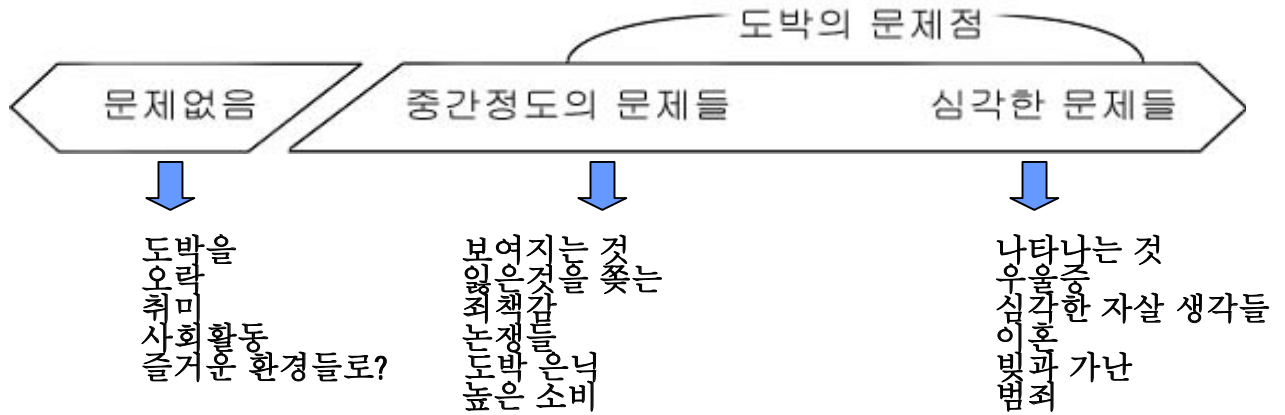 도박의 문제점
문제없음
중간정도의 문제들
심각한 문제들
도박을
오락
취미
사회활동
즐거운 환경들로?
보여지는 것
잃은것을 쫓는
죄책감
논쟁들
도박 은닉
높은 소비
나타나는 것
우울증
심각한 자살 생각들
이혼
빚과 가난
범죄